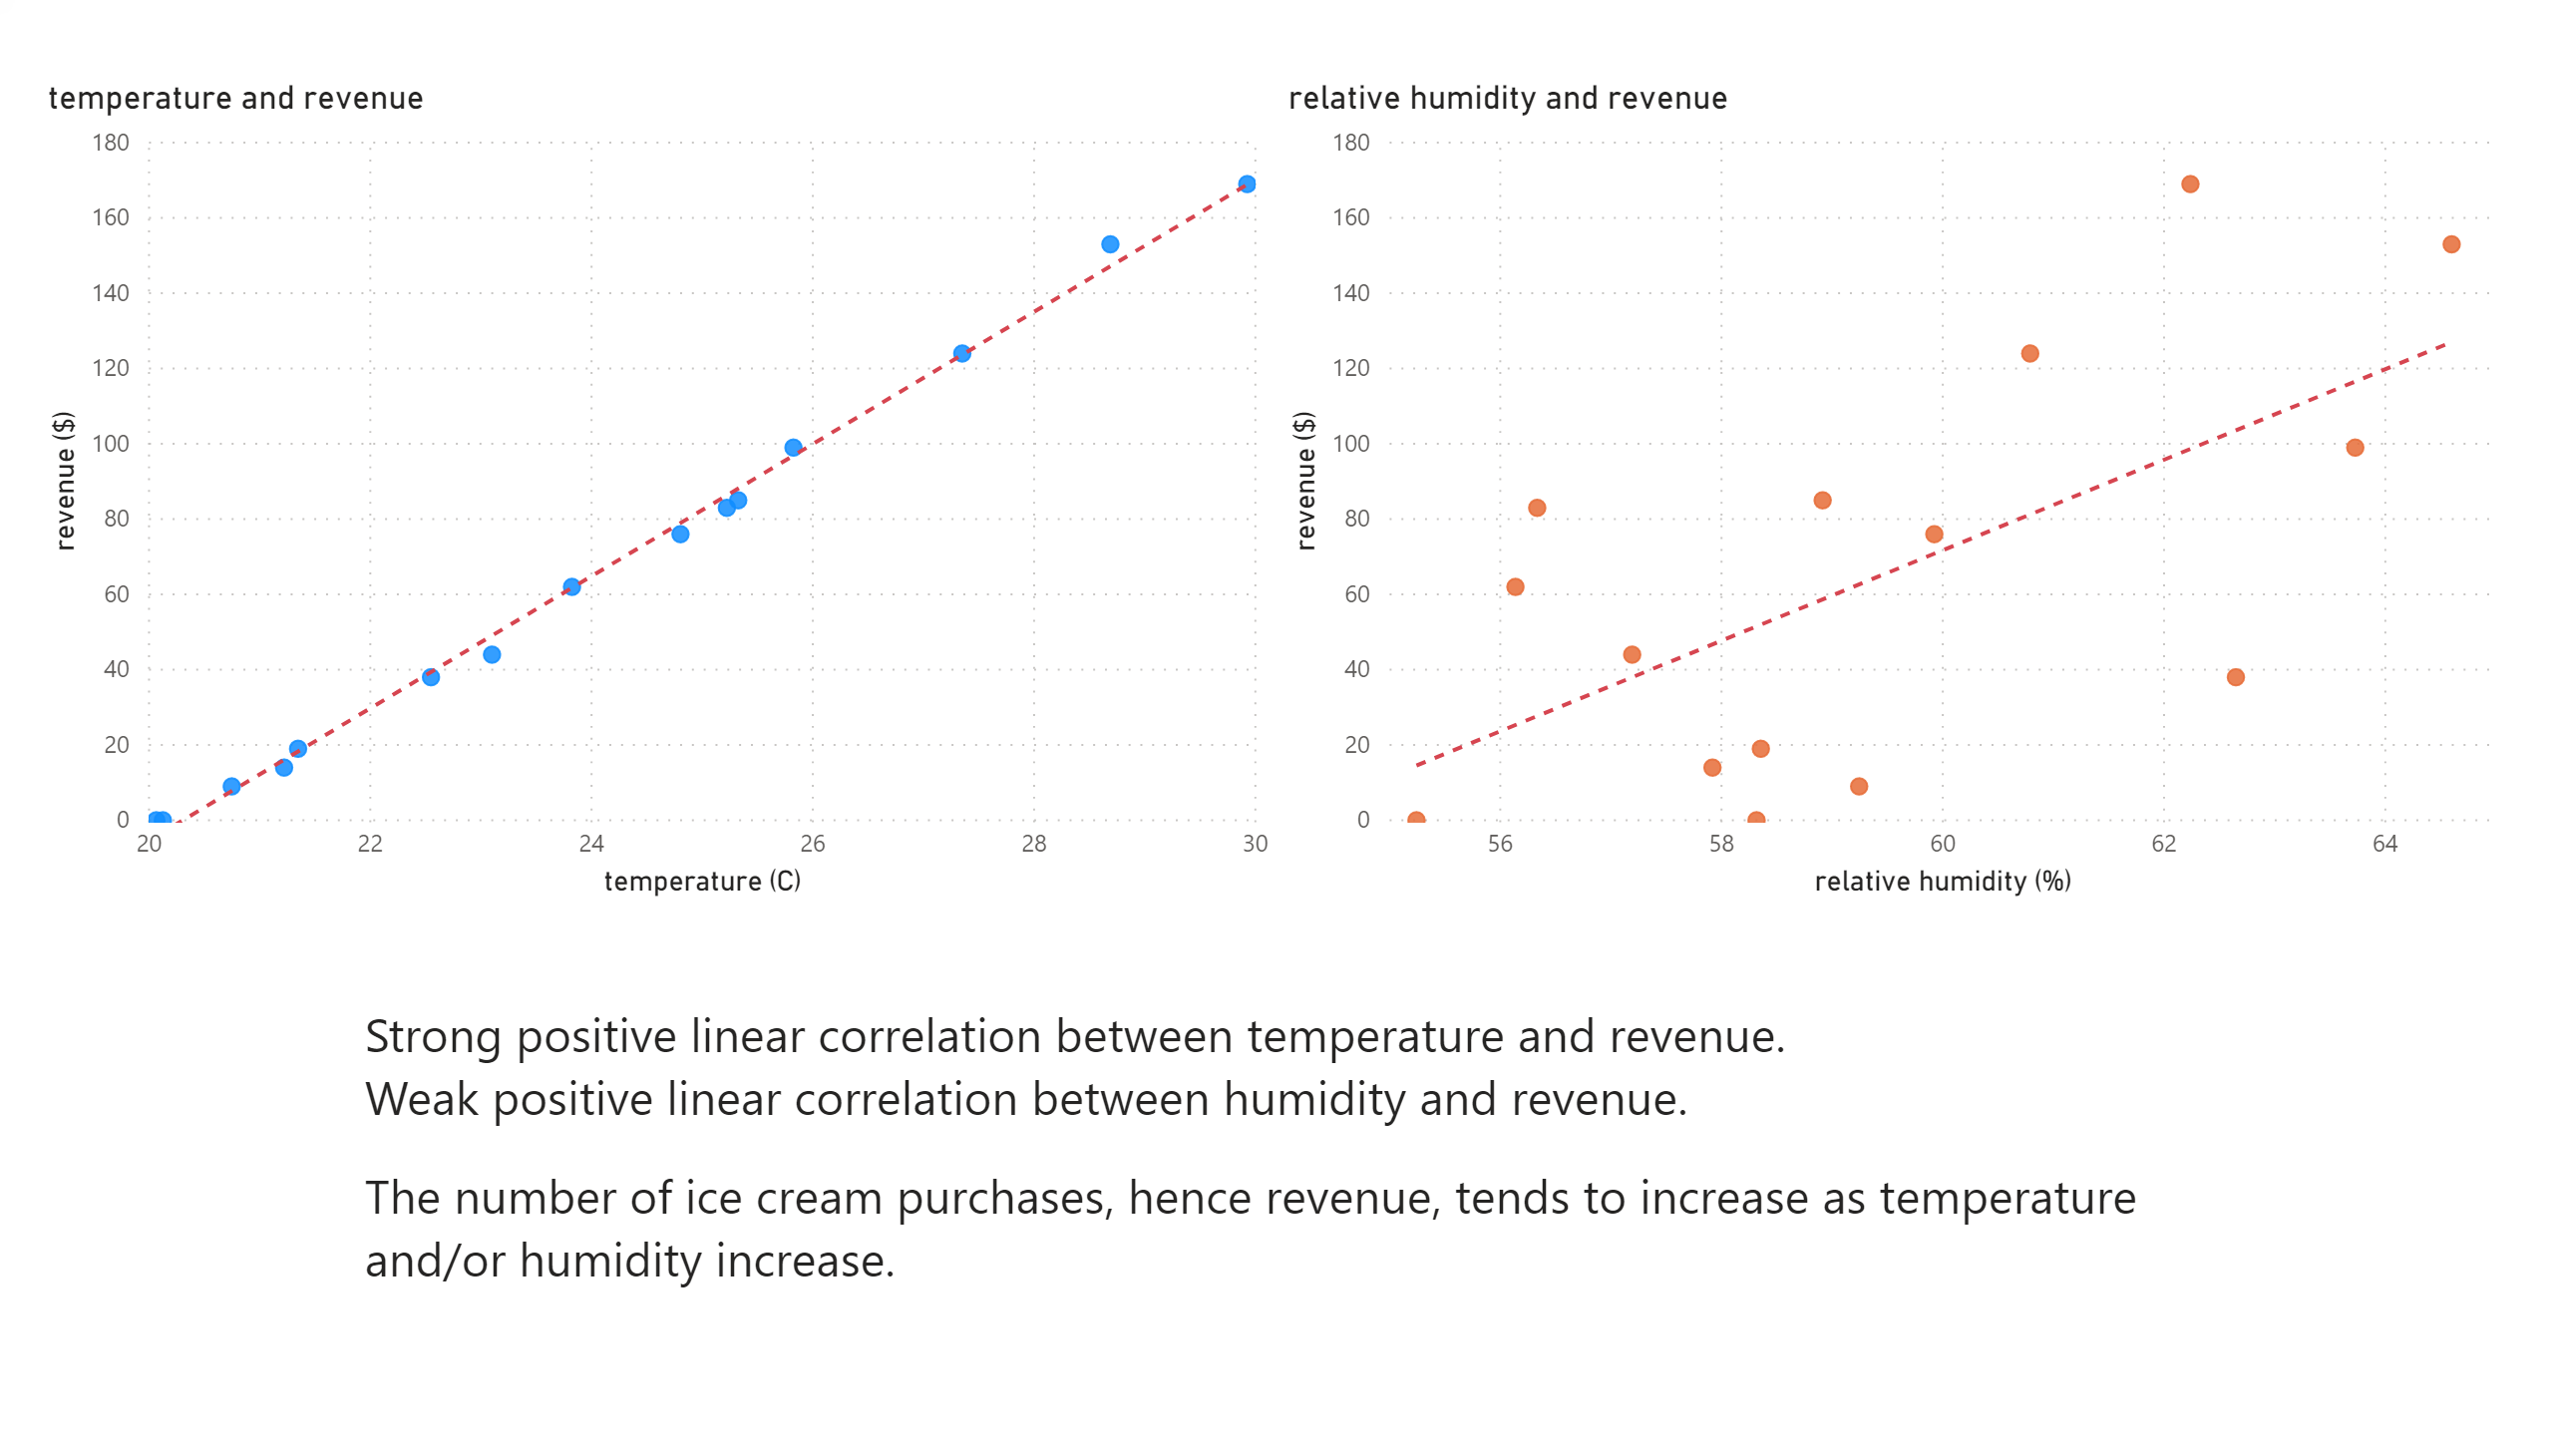 temperature and revenue
180
160
140
120
100
80
60
40
20
0
revenue ($)
20 22 24 26 28 30
temperature (C)
relative humidity and revenue
180
160
140
120
100
80
60
40
20
0
revenue ($)
56 58 60 62 64
relative humidity (%)
Strong positive linear correlation between temperature and revenue.
Weak positive linear correlation between humidity and revenue.
The number of ice cream purchases, hence revenue, tends to increase as temperature
and/or humidity increase.